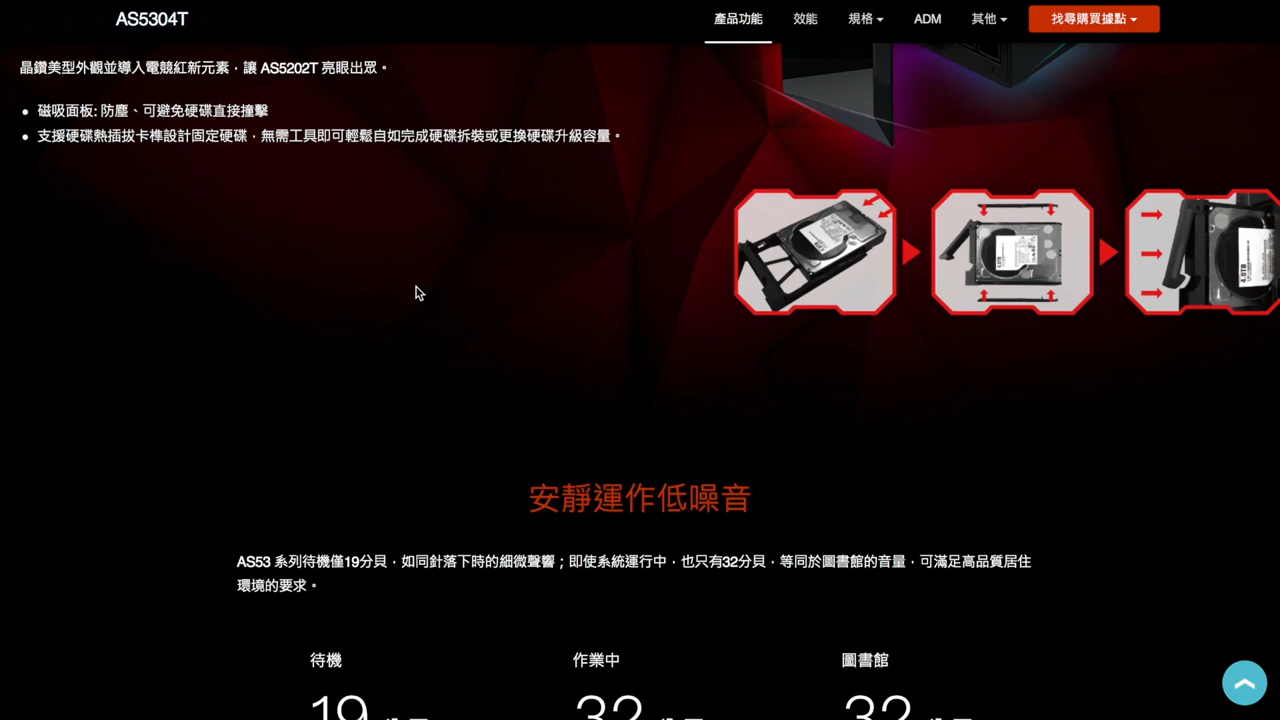 AS5304T
產品功能
效能
規格
ADM
其他
找尋購買據點
晶鑽美型外觀並導入電競紅新元素，讓 AS5202T 亮眼出眾。
磁吸面板: 防塵、可避免硬碟直接撞擊
支援硬碟熱插拔卡榫設計固定硬碟，無需工具即可輕鬆自如完成硬碟拆裝或更換硬碟升級容量。
4.0TB
安靜運作低噪音
AS53 系列待機僅19分貝，如同針落下時的細微聲響；即使系統運行中，也只有32分貝，等同於圖書館的音量，可滿足高品質居住
環境的要求。
待機
作業中
圖書館
19
32
32